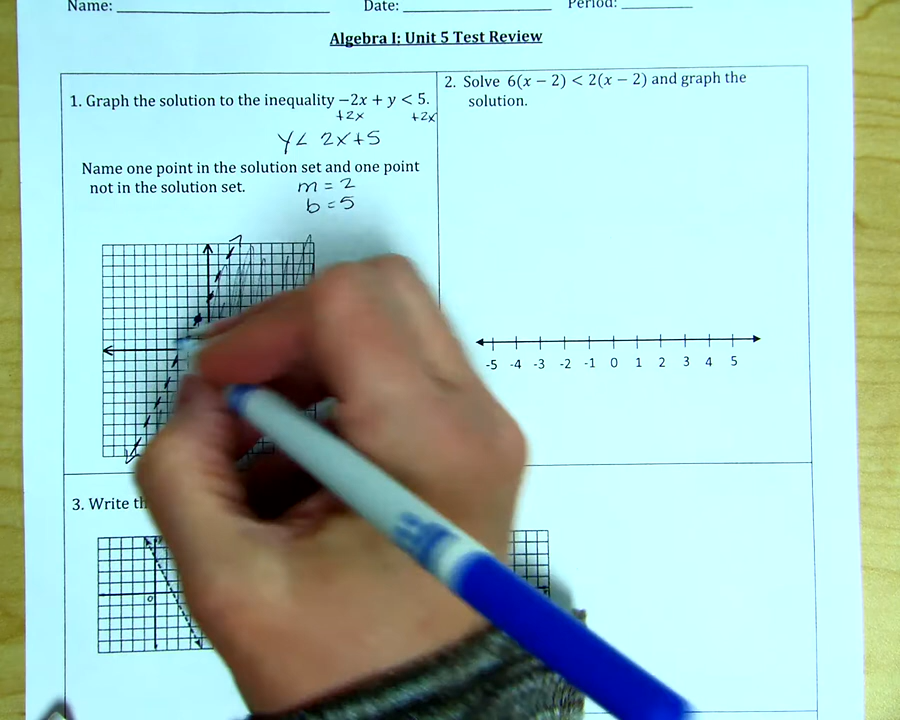 Name: ____________ Date: ____________ Period: ________
Algebra I: Unit 5 Test Review
1. Graph the solution to the inequality −2x + y < 5.
+2x +2x
y < 2x+5
Name one point in the solution set and one point
not in the solution set.
m = 2
b = 5
2. Solve 6(x − 2) < 2(x − 2) and graph the
solution.
-5 -4 -3 -2 -1 0 1 2 3 4 5
3. Write th
0